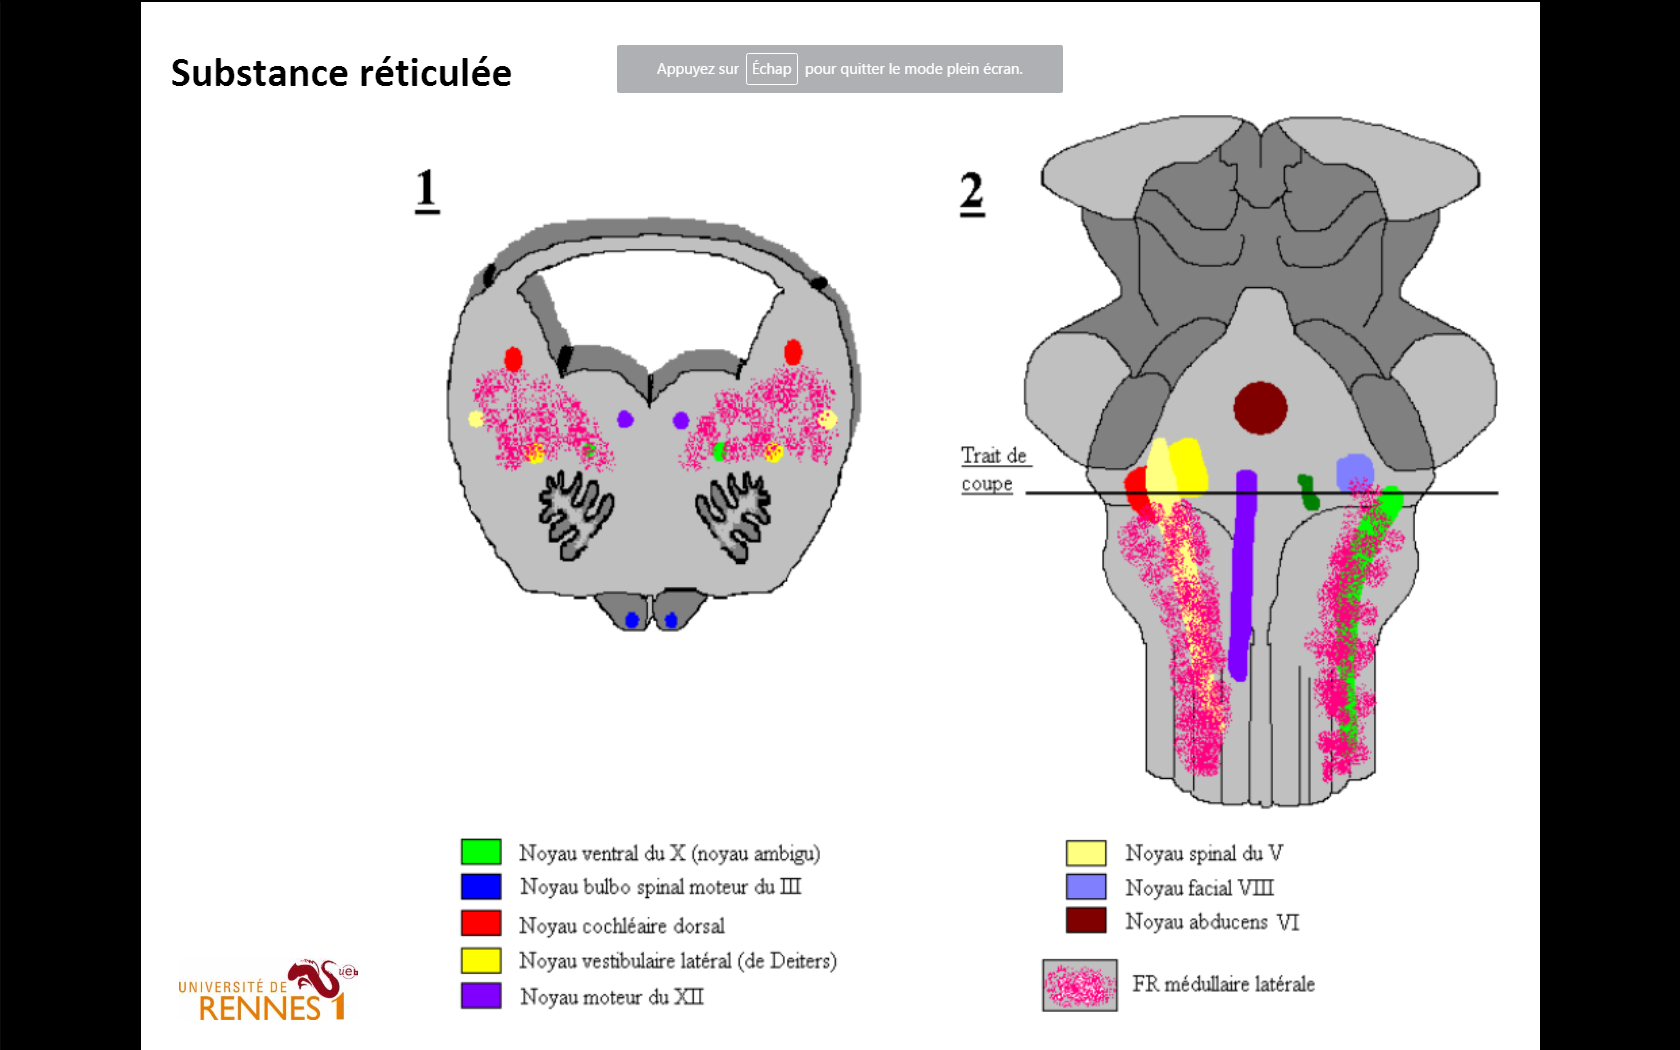 Substance réticulée
Appuyez sur Échap pour quitter le mode plein écran.
1
2
Trait de
coupe
Noyau ventral du X (noyau ambigu)
Noyau bulbo spinal moteur du III
Noyau cochléaire dorsal
Noyau vestibulaire latéral (de Deiters)
Noyau moteur du XII
Noyau spinal du V
Noyau facial VIII
Noyau abducens VI
FR médullaire latérale
ueb
UNIVERSITÉ DE
RENNES 1